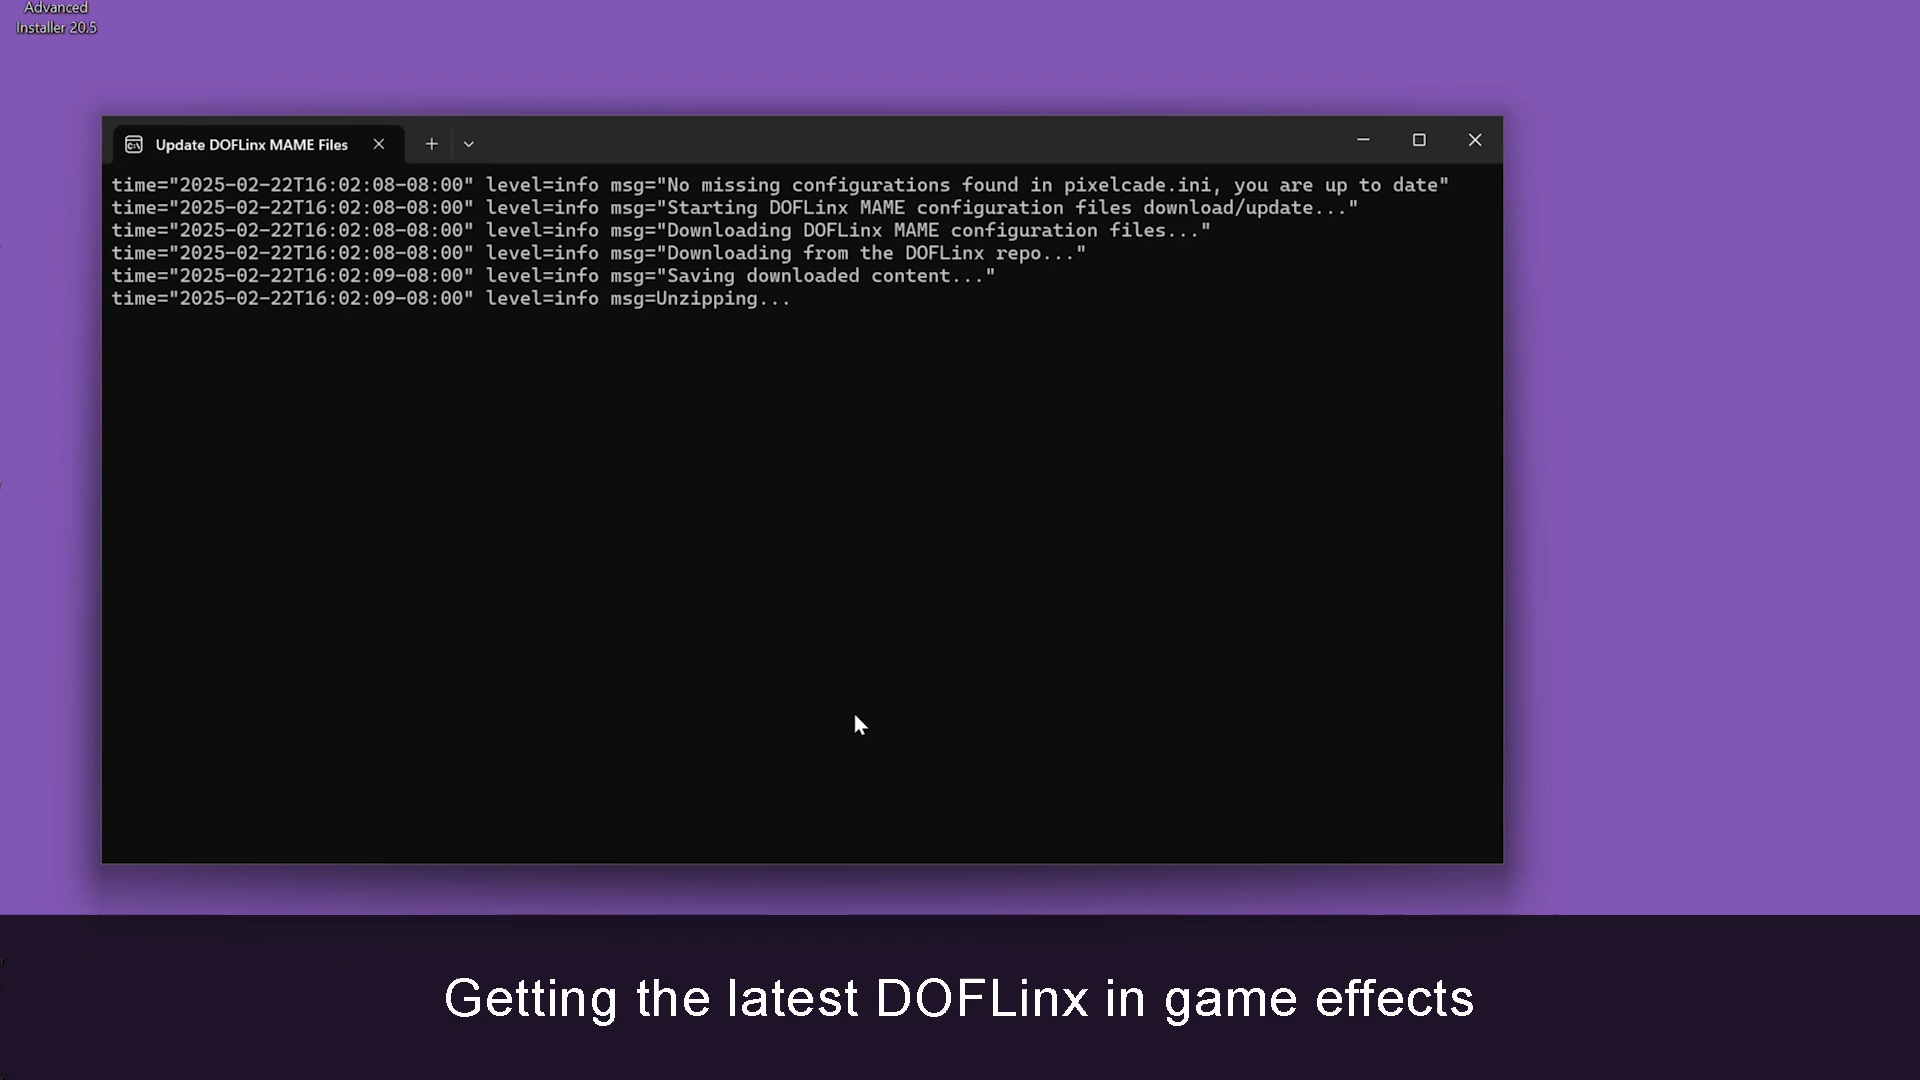 Advanced
Installer 20.5
Update DOFLinx MAME Files
time="2025-02-22T16:02:08-08:00" level=info msg="No missing configurations found in pixelcade.ini, you are up to date"
time="2025-02-22T16:02:08-08:00" level=info msg="Starting DOFLinx MAME configuration files download/update..."
time="2025-02-22T16:02:08-08:00" level=info msg="Downloading DOFLinx MAME configuration files..."
time="2025-02-22T16:02:08-08:00" level=info msg="Downloading from the DOFLinx repo..."
time="2025-02-22T16:02:09-08:00" level=info msg="Saving downloaded content..."
time="2025-02-22T16:02:09-08:00" level=info msg=Unzipping...
Getting the latest DOFLinx in game effects